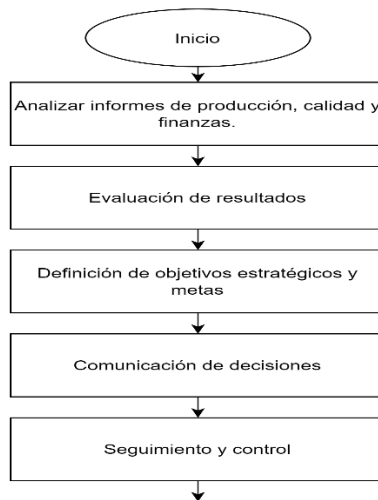 Inicio
Analizar informes de producción, calidad y
finanzas.
Evaluación de resultados
Definición de objetivos estratégicos y
metas
Comunicación de decisiones
Seguimiento y control